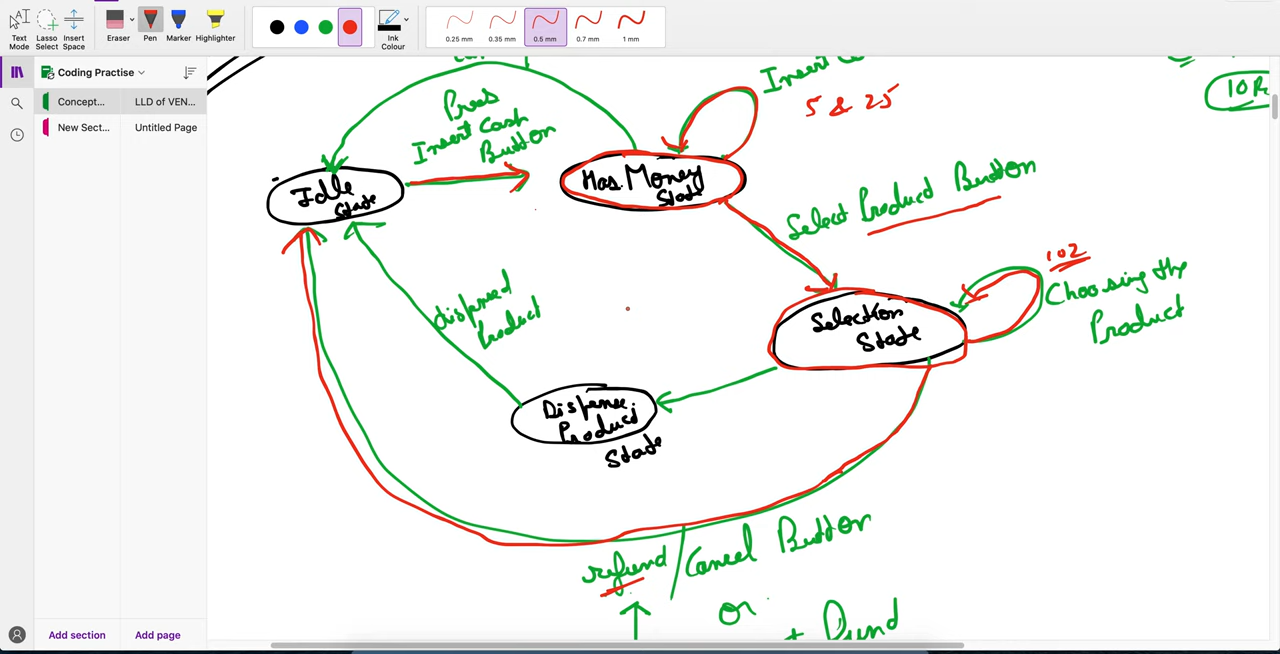 Text
Mode
Lasso
Select
Insert
Space
Eraser
Pen
Marker
Highlighter
Ink
Colour
0.25 mm
0.35 mm
0.5 mm
0.7 mm
1 mm
Coding Practise
Concept...
LLD of VEN...
New Sect...
Untitled Page
Press
Insert Cash
Button
Insert
5 & 25
Idle
State
Has Money
State
Select Product Button
102
Choosing the
Product
Selection
State
dispensed
Product
Dispense
Product
State
refund/Cancel Button
or
Add section
Add page